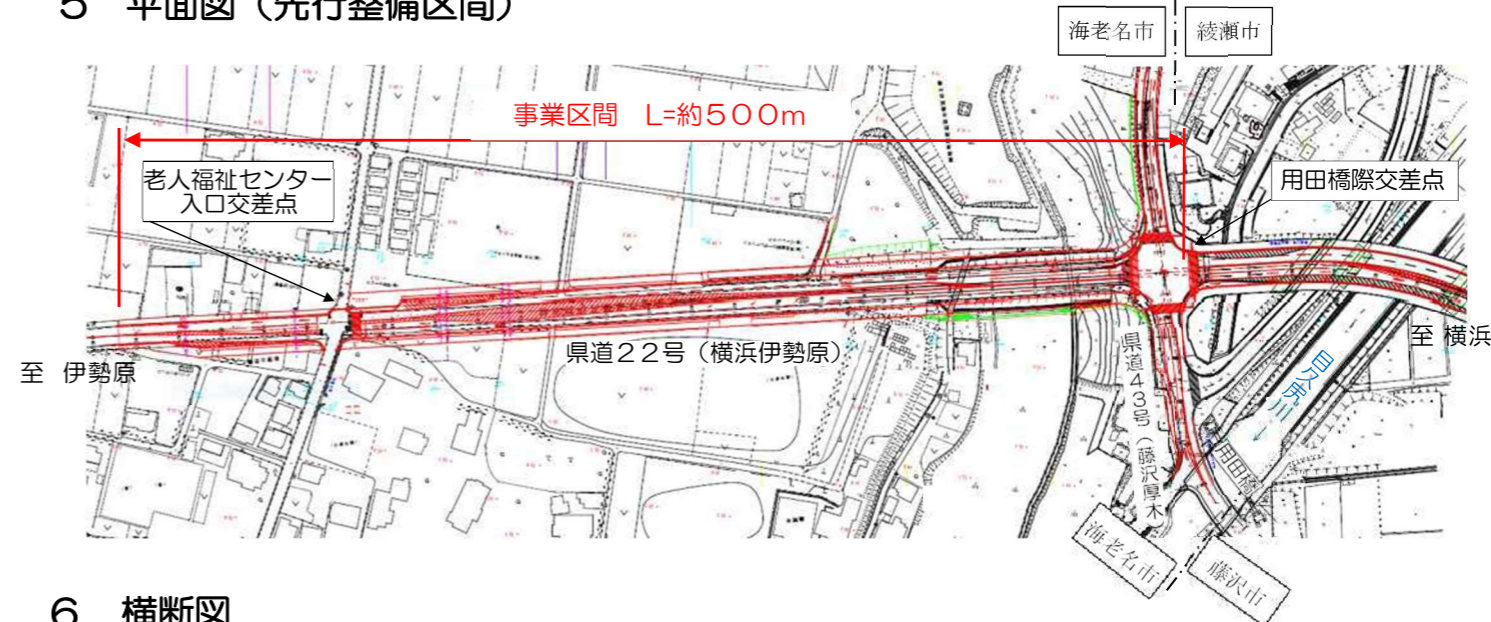 ５　平面図（先行整備区間）
海老名市
綾瀬市
事業区間　L=約５００ｍ
老人福祉センター
入口交差点
用田橋際交差点
県道２２号（横浜伊勢原）
至　伊勢原
至　横浜
県道４３号（藤沢厚木
目久尻川
用田橋
海老名市
藤沢市
６　横断図